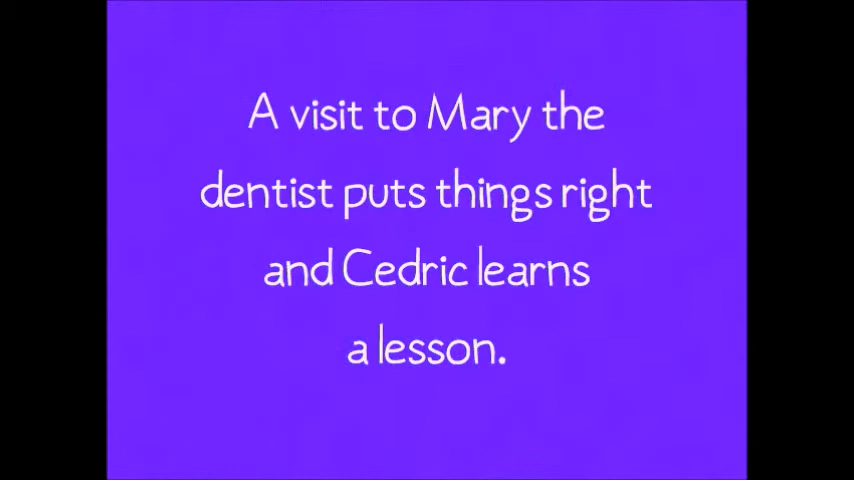 A visit to Mary the
dentist puts things right
and Cedric learns
a lesson.